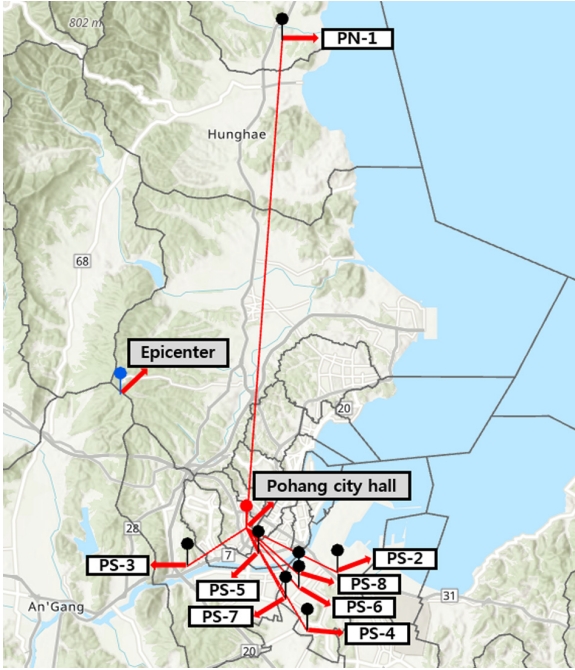 802 m
PN-1
Hunghae
68
Epicenter
20
Pohang city hall
28
7
PS-3
PS-2
PS-5
PS-8
PS-6
31
An'Gang
PS-7
PS-4
20